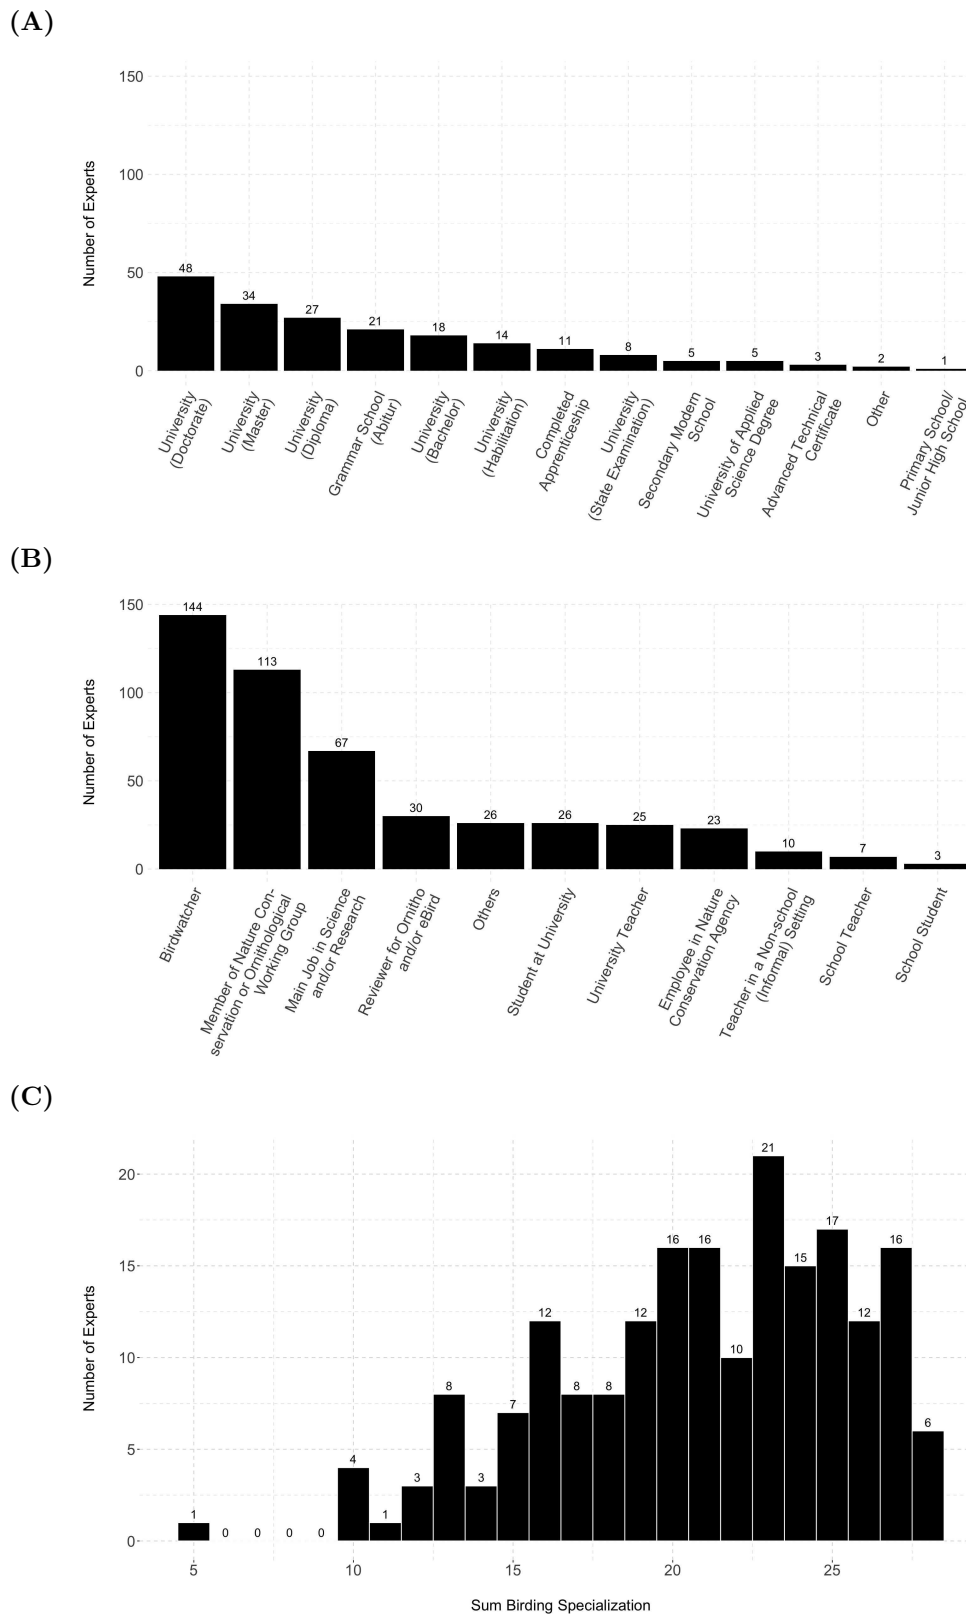 (A)
150
100
50
0
Number of Experts
48
34
27
21
18
14
11
8
5
5
3
2
1
University
(Doctorate)
University
(Master)
University
(Diploma)
Grammar School
(Abitur)
University
(Bachelor)
University
(Habilitation)
Completed
Apprenticeship
University
(State Examination))
Secondary Modern
School
University of Applied
Science Degree
Advanced Technical
Certificate
Other
Primary School/
Junior High School
(B)
150
100
50
0
Number of Experts
144
113
67
30
26
26
25
23
10
7
3
Birdwatcher
Member of Nature Con-
servation or Ornithological
Working Group
Main Job in Science
and/or Research
Reviewer for Ornitho
and/or eBird
Others
Student at University
University Teacher
Employee in Nature
Conservation Agency
Teacher in a Non-school
(Informal) Setting
School Teacher
School Student
(C)
20
15
10
5
0
Number of Experts
1
0
0
0
0
4
1
3
8
3
7
12
8
8
12
16
16
10
21
15
17
12
16
6
5
10
15
20
25
Sum Birding Specialization